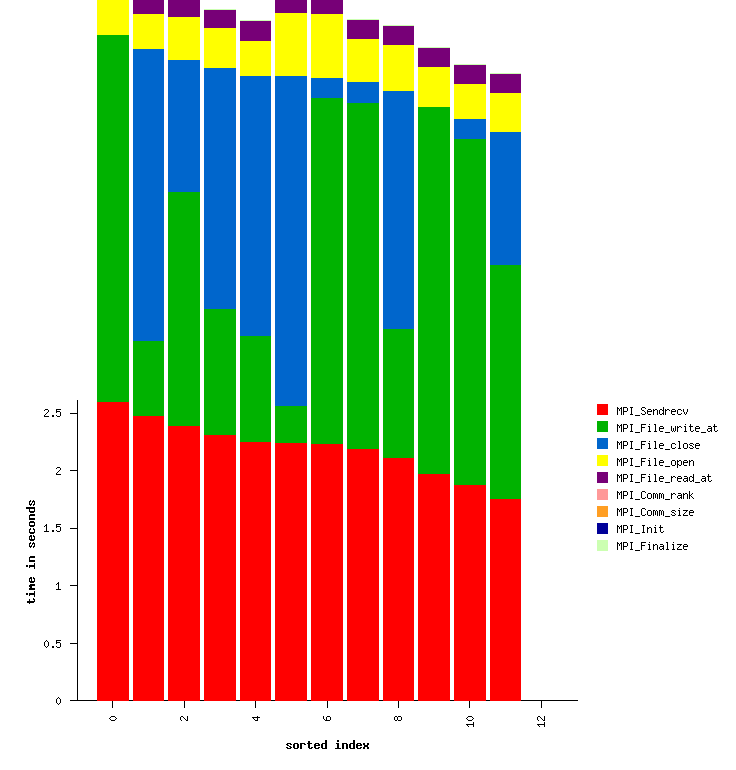 2.5
2
1.5
1
0.5
0
time in seconds
0
2
4
6
8
10
12
sorted index
MPI_Sendrecv
MPI_File_write_at
MPI_File_close
MPI_File_open
MPI_File_read_at
MPI_Comm_rank
MPI_Comm_size
MPI_Init
MPI_Finalize